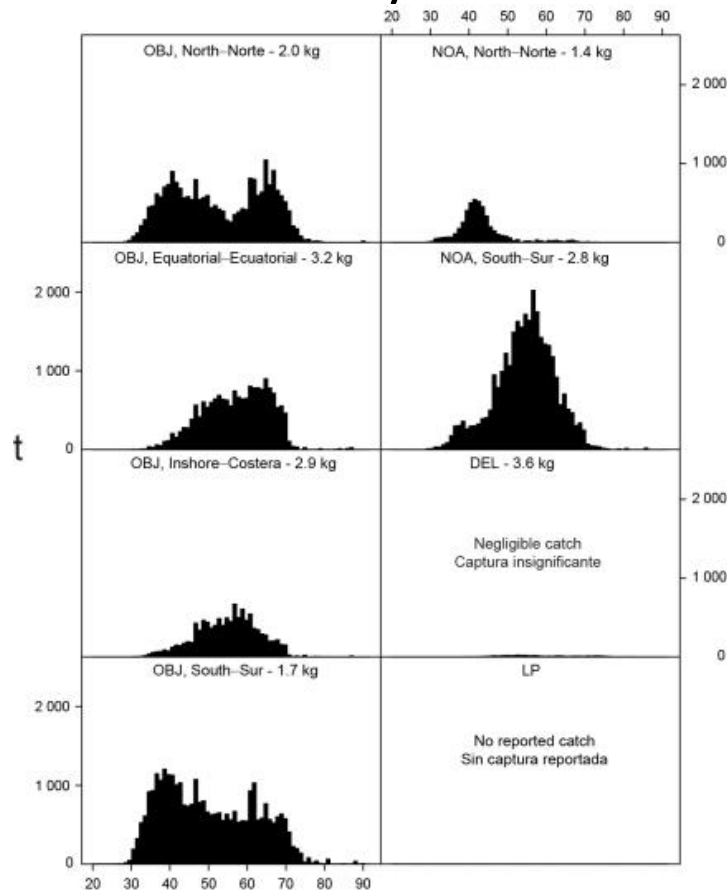 20 30 40 50 60 70 80 90
OBJ, North–Norte - 2.0 kg
NOA, North–Norte - 1.4 kg
2 000
1 000
0
OBJ, Equatorial–Ecuatorial - 3.2 kg
NOA, South–Sur - 2.8 kg
2 000
1 000
0
t
OBJ, Inshore–Costera - 2.9 kg
DEL - 3.6 kg
Negligible catch
Captura insignificante
2 000
1 000
0
OBJ, South–Sur - 1.7 kg
LP
No reported catch
Sin captura reportada
2 000
1 000
0
20 30 40 50 60 70 80 90